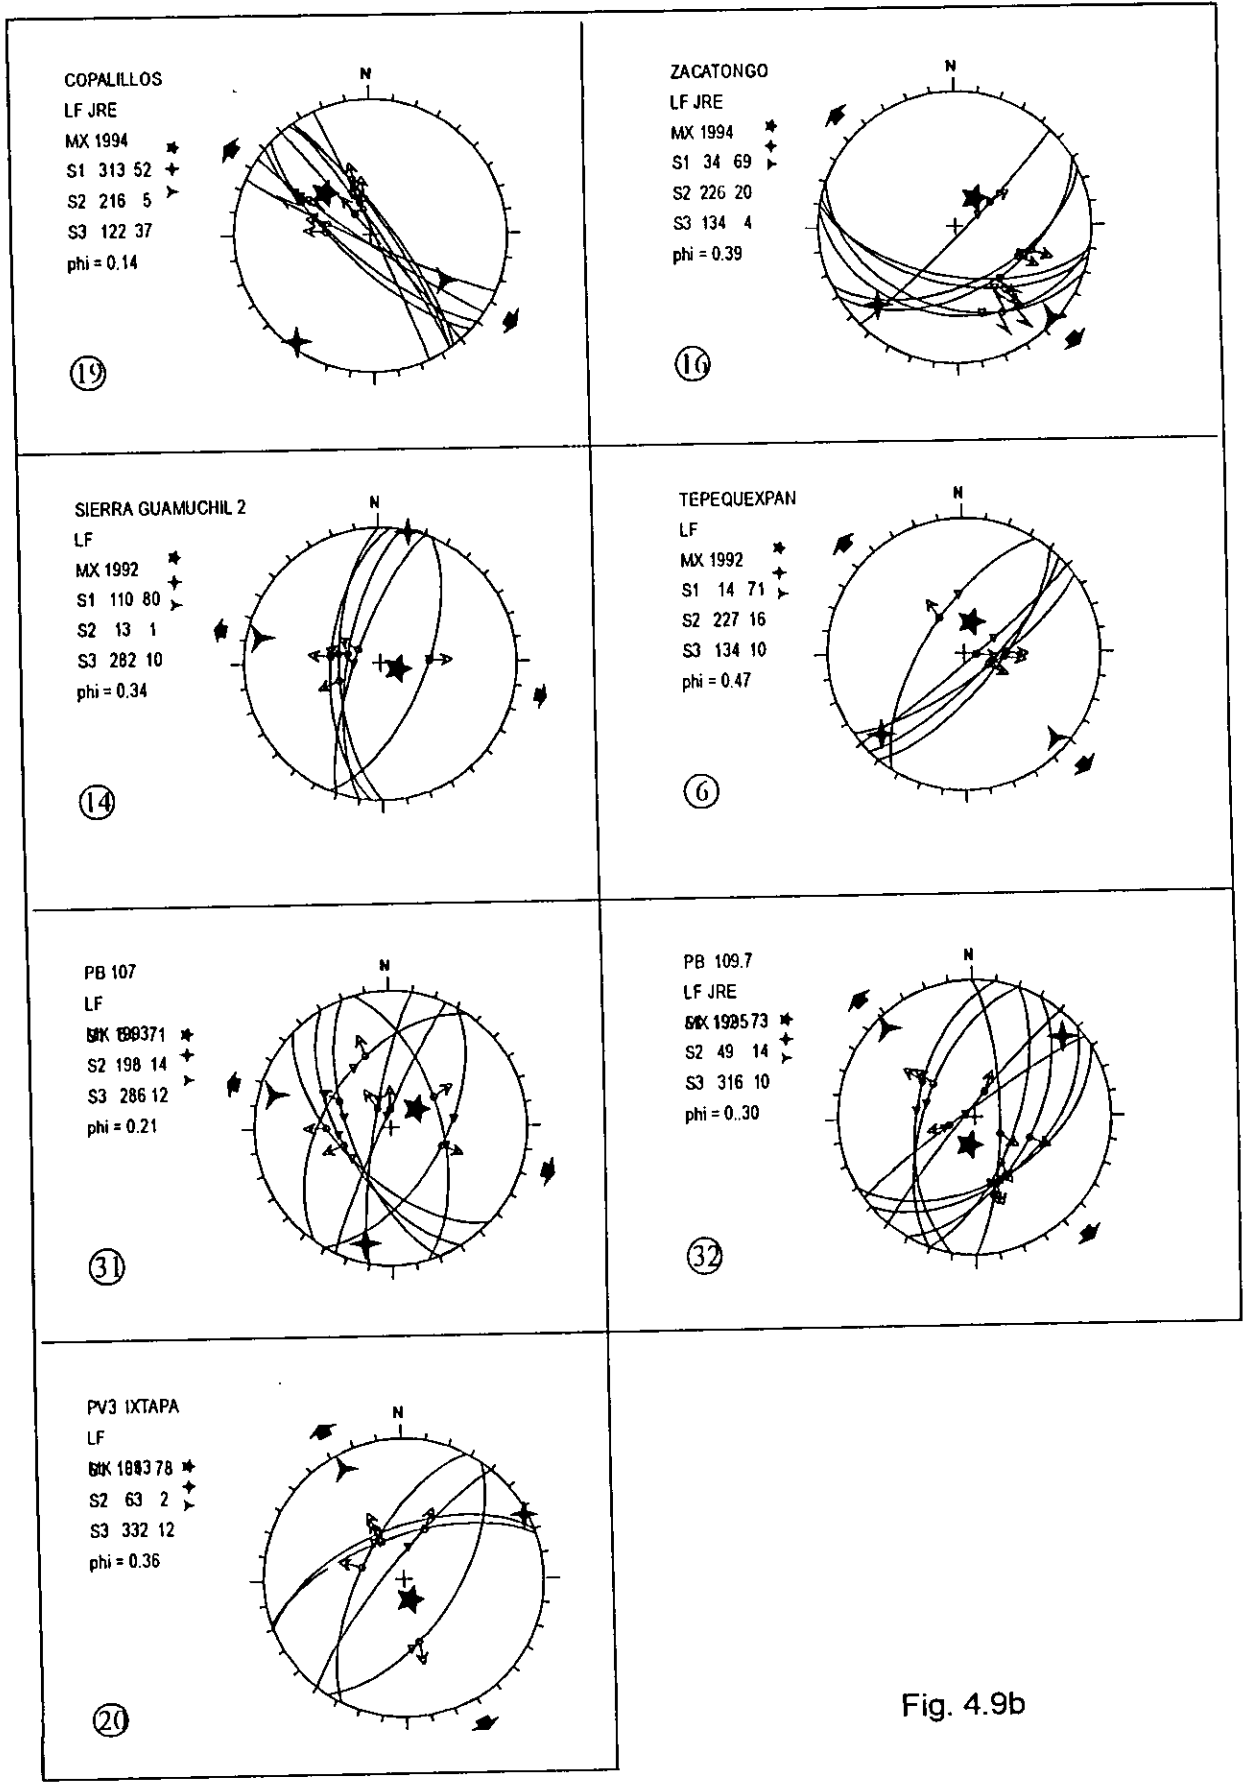 COPALILLOS
LF JRE
MX 1994
S1 313 52
S2 216 5
S3 122 37
phi = 0.14
N
19
ZACATONGO
LF JRE
MX 1994
S1 34 69
S2 226 20
S3 134 4
phi = 0.39
N
16
SIERRA GUAMUCHIL 2
LF
MX 1992
S1 110 80
S2 13 1
S3 282 10
phi = 0.34
N
14
TEPEQUEXPAN
LF
MX 1992
S1 14 71
S2 227 16
S3 134 10
phi = 0.47
N
6
PB 107
LF
71
S2 198 14
S3 286 12
phi = 0.21
N
31
PB 109.7
LF JRE
73
S2 49 14
S3 316 10
phi = 0..30
N
32
PV3 IXTAPA
LF
78
S2 63 2
S3 332 12
phi = 0.36
N
20
Fig. 4.9b